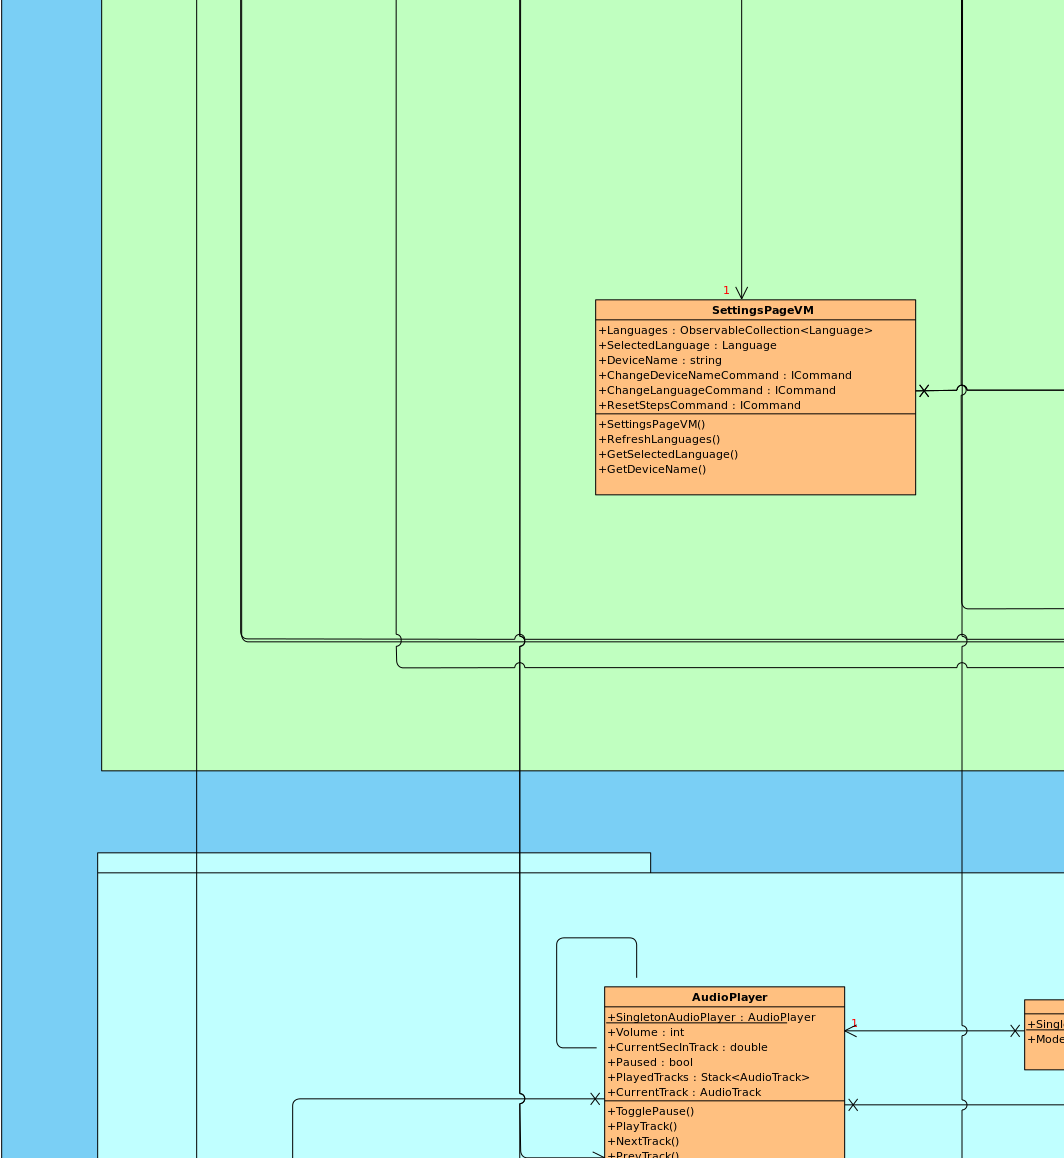 1
SettingsPageVM
+Languages : ObservableCollection<Language>
+SelectedLanguage : Language
+DeviceName : string
+ChangeDeviceNameCommand : ICommand
+ChangeLanguageCommand : ICommand
+ResetStepsCommand : ICommand
+SettingsPageVM()
+RefreshLanguages()
+GetSelectedLanguage()
+GetDeviceName()
AudioPlayer
+SingletonAudioPlayer : AudioPlayer
+Volume : int
+CurrentSecInTrack : double
+Paused : bool
+PlayedTracks : Stack<AudioTrack>
+CurrentTrack : AudioTrack
+TogglePause()
+PlayTrack()
+NextTrack()
+PrevTrack()
1
+Singl
+Mode